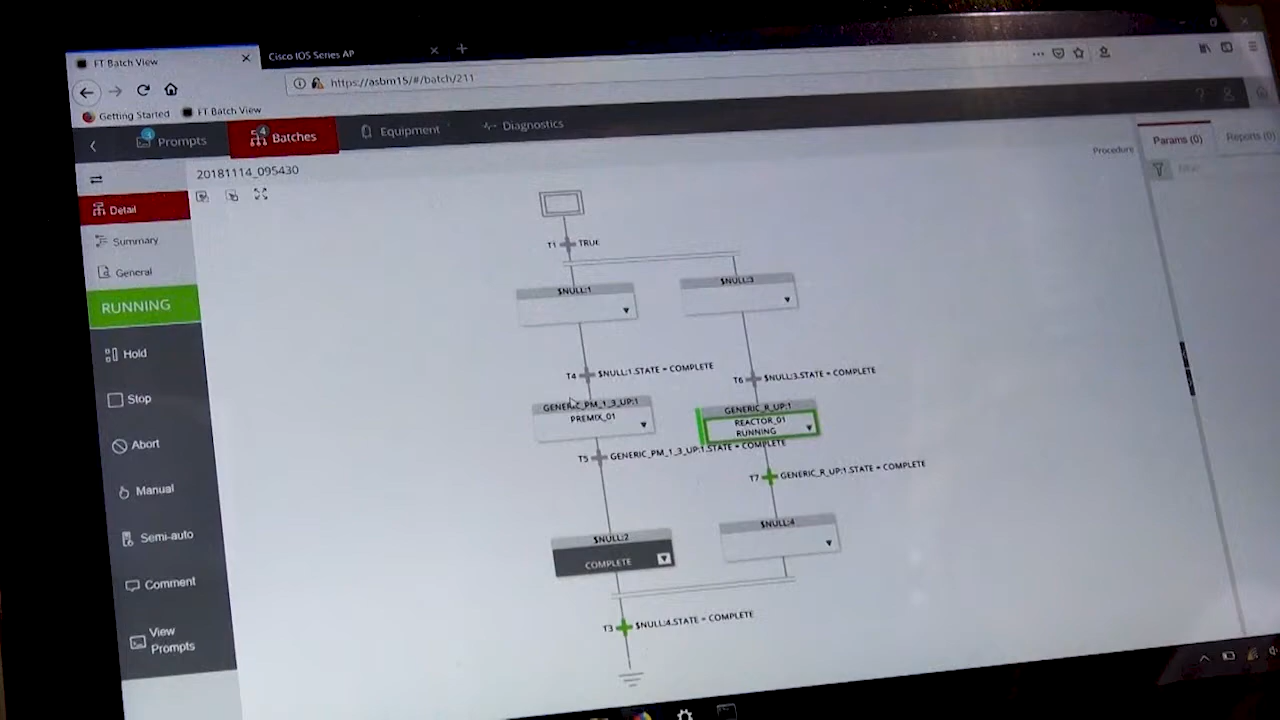 FT Batch View
Cisco IOS Series AP
https://asbm15/#/batch/211
Getting Started
FT Batch View
3
Prompts
4
Batches
Equipment
Diagnostics
Procedure
Params (0)
Reports (0)
20181114_095430
Detail
Summary
General
RUNNING
Hold
Stop
Abort
Manual
Semi-auto
Comment
View
Prompts
T1 TRUE
$NULL:1
$NULL:3
T4 $NULL:1.STATE = COMPLETE
T6 $NULL:3.STATE = COMPLETE
GENERIC_PM_1_3_UP:1
PREMIX_01
GENERIC_R_UP:1
REACTOR_01
RUNNING
T5 GENERIC_PM_1_3_UP:1.STATE = COMPLETE
T7 GENERIC_R_UP:1.STATE = COMPLETE
$NULL:2
COMPLETE
$NULL:4
T3 $NULL:4.STATE = COMPLETE